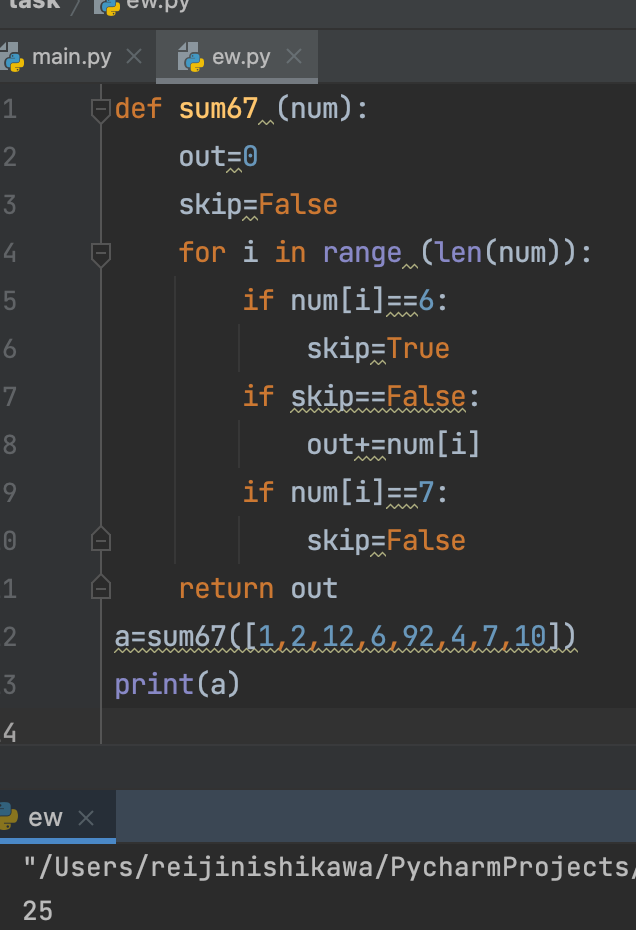 task / ew.py
main.py × ew.py ×
1 def sum67 (num):
2 out=0
3 skip=False
4 for i in range (len(num)):
5 if num[i]==6:
6 skip=True
7 if skip==False:
8 out+=num[i]
9 if num[i]==7:
0 skip=False
1 return out
2 a=sum67([1,2,12,6,92,4,7,10])
3 print(a)
4
ew ×
"/Users/reijinishikawa/PycharmProjects/
25